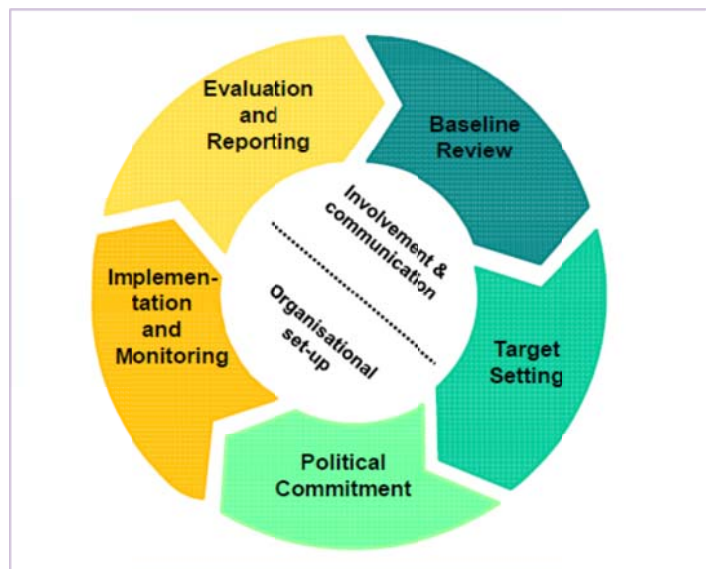 Evaluation
and
Reporting
Baseline
Review
Involvement &
communication
Organisational
set-up
Implemen-
tation
and
Monitoring
Target
Setting
Political
Commitment